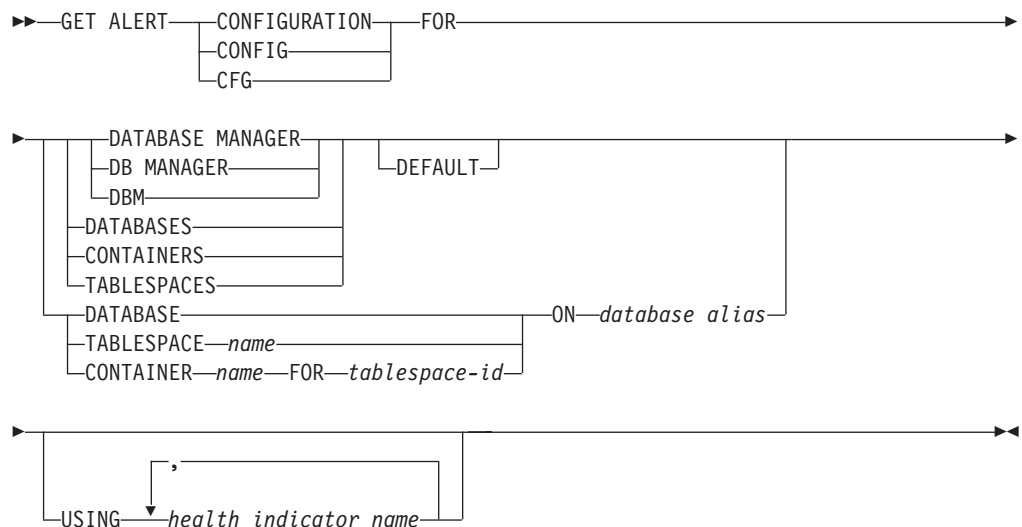 GET ALERT CONFIGURATION FOR
CONFIG
CFG
DATABASE MANAGER
DB MANAGER DEFAULT
DBM
DATABASES
CONTAINERS
TABLESPACES
DATABASE ON database alias
TABLESPACE name
CONTAINER name FOR tablespace-id
,
USING health indicator name